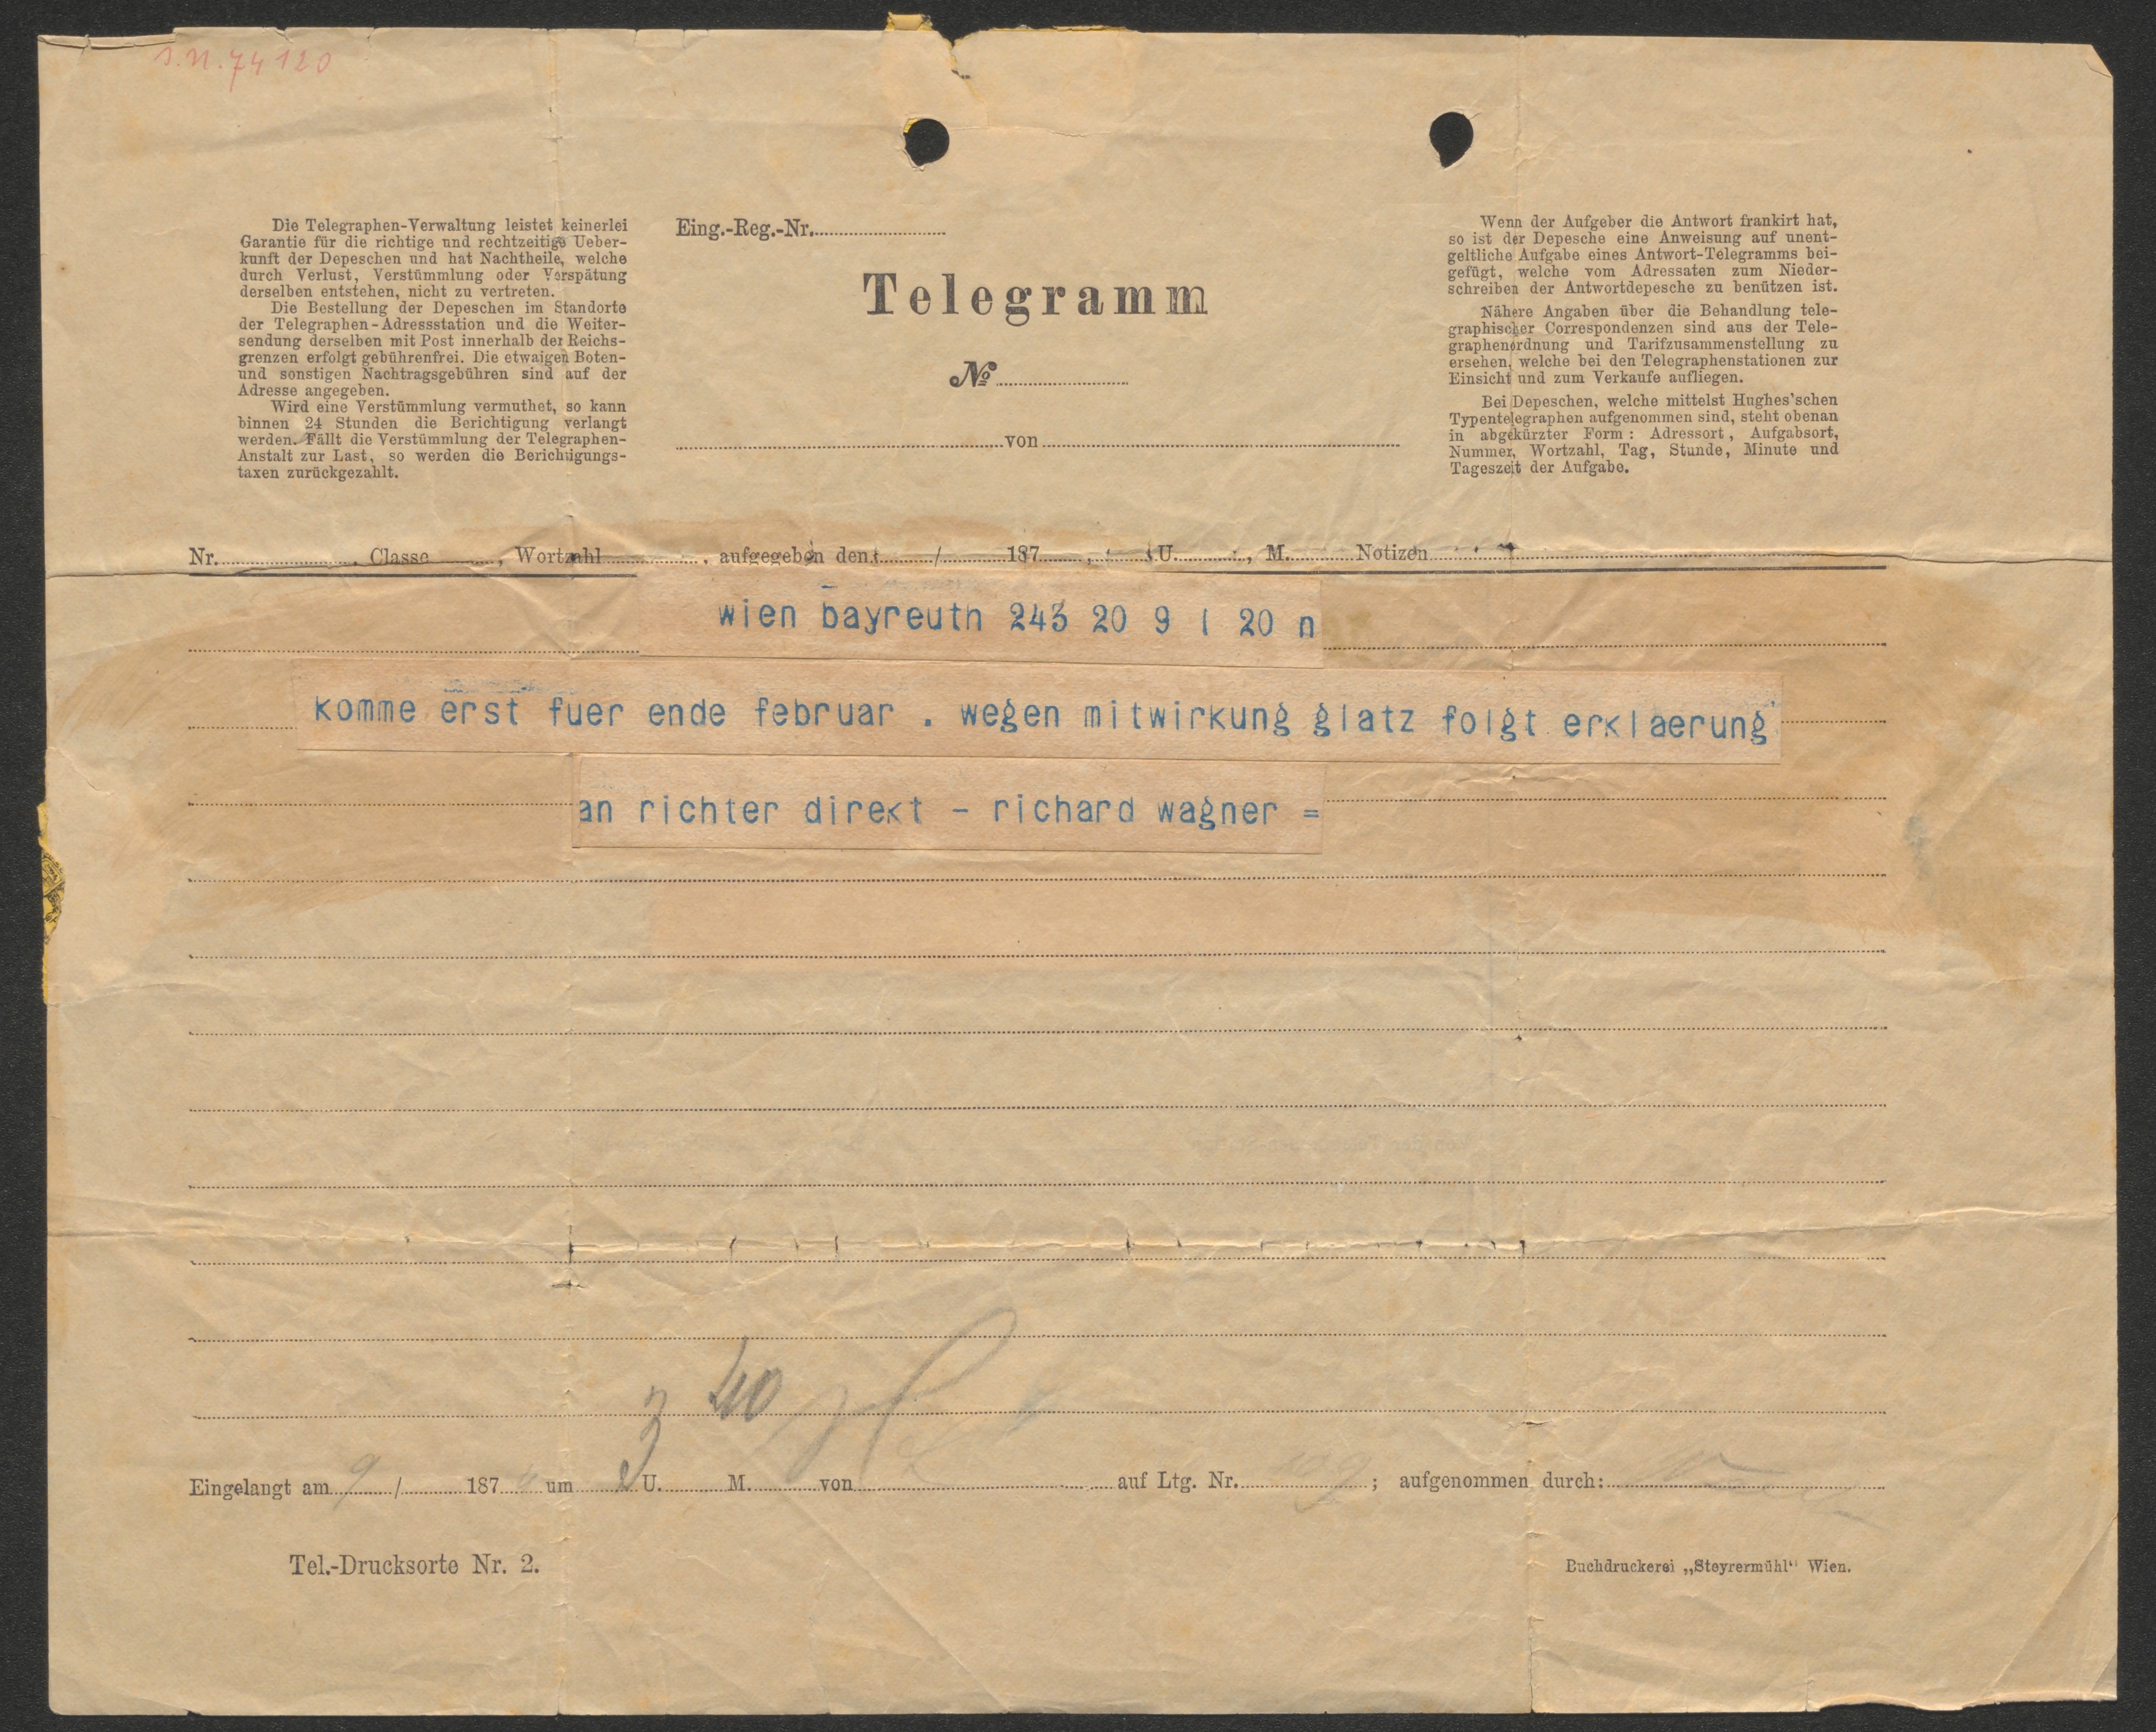 J.N. 74120
Die Telegraphen-Verwaltung leistet keinerlei
Garantie für die richtige und rechtzeitige Ueber-
kunft der Depeschen und hat Nachtheile, welche
durch Verlust, Verstümmlung oder Verspätung
derselben entstehen, nicht zu vertreten.
Die Bestellung der Depeschen im Standorte
der Telegraphen-Adressstation und die Weiter-
sendung derselben mit Post innerhalb der Reichs-
grenzen erfolgt gebührenfrei. Die etwaigen Boten-
und sonstigen Nachtragsgebühren sind auf der
Adresse angegeben.
Wird eine Verstümmlung vermuthet, so kann
binnen 24 Stunden die Berichtigung verlangt
werden. Fällt die Verstümmlung der Telegraphen-
Anstalt zur Last, so werden die Berichtigungs-
taxen zurückgezahlt.
Eing.-Reg.-Nr.
Telegramm
No
von
Wenn der Aufgeber die Antwort frankirt hat,
so ist der Depesche eine Anweisung auf unent-
geltliche Aufgabe eines Antwort-Telegramms bei-
gefügt, welche vom Adressaten zum Nieder-
schreiben der Antwortdepesche zu benützen ist.
Nähere Angaben über die Behandlung tele-
graphischer Correspondenzen sind aus der Tele-
graphenordnung und Tarifzusammenstellung zu
ersehen, welche bei den Telegraphenstationen zur
Einsicht und zum Verkaufe aufliegen.
Bei Depeschen, welche mittelst Hughes'schen
Typentelegraphen aufgenommen sind, steht obenan
in abgekürzter Form: Adressort, Aufgabsort,
Nummer, Wortzahl, Tag, Stunde, Minute und
Tageszeit der Aufgabe.
Nr. , Classe , Wortzahl , aufgegeben den / 187 , U. , M. Notizen
wien bayreuth 243 20 9 1 20 n
komme erst fuer ende februar . wegen mitwirkung glatz folgt erklaerung
an richter direkt - richard wagner =
3 40
Eingelangt am 9 / 187 um U. M. von auf Ltg. Nr. ; aufgenommen durch:
Tel.-Drucksorte Nr. 2.
Buchdruckerei „Steyrermühl“ Wien.